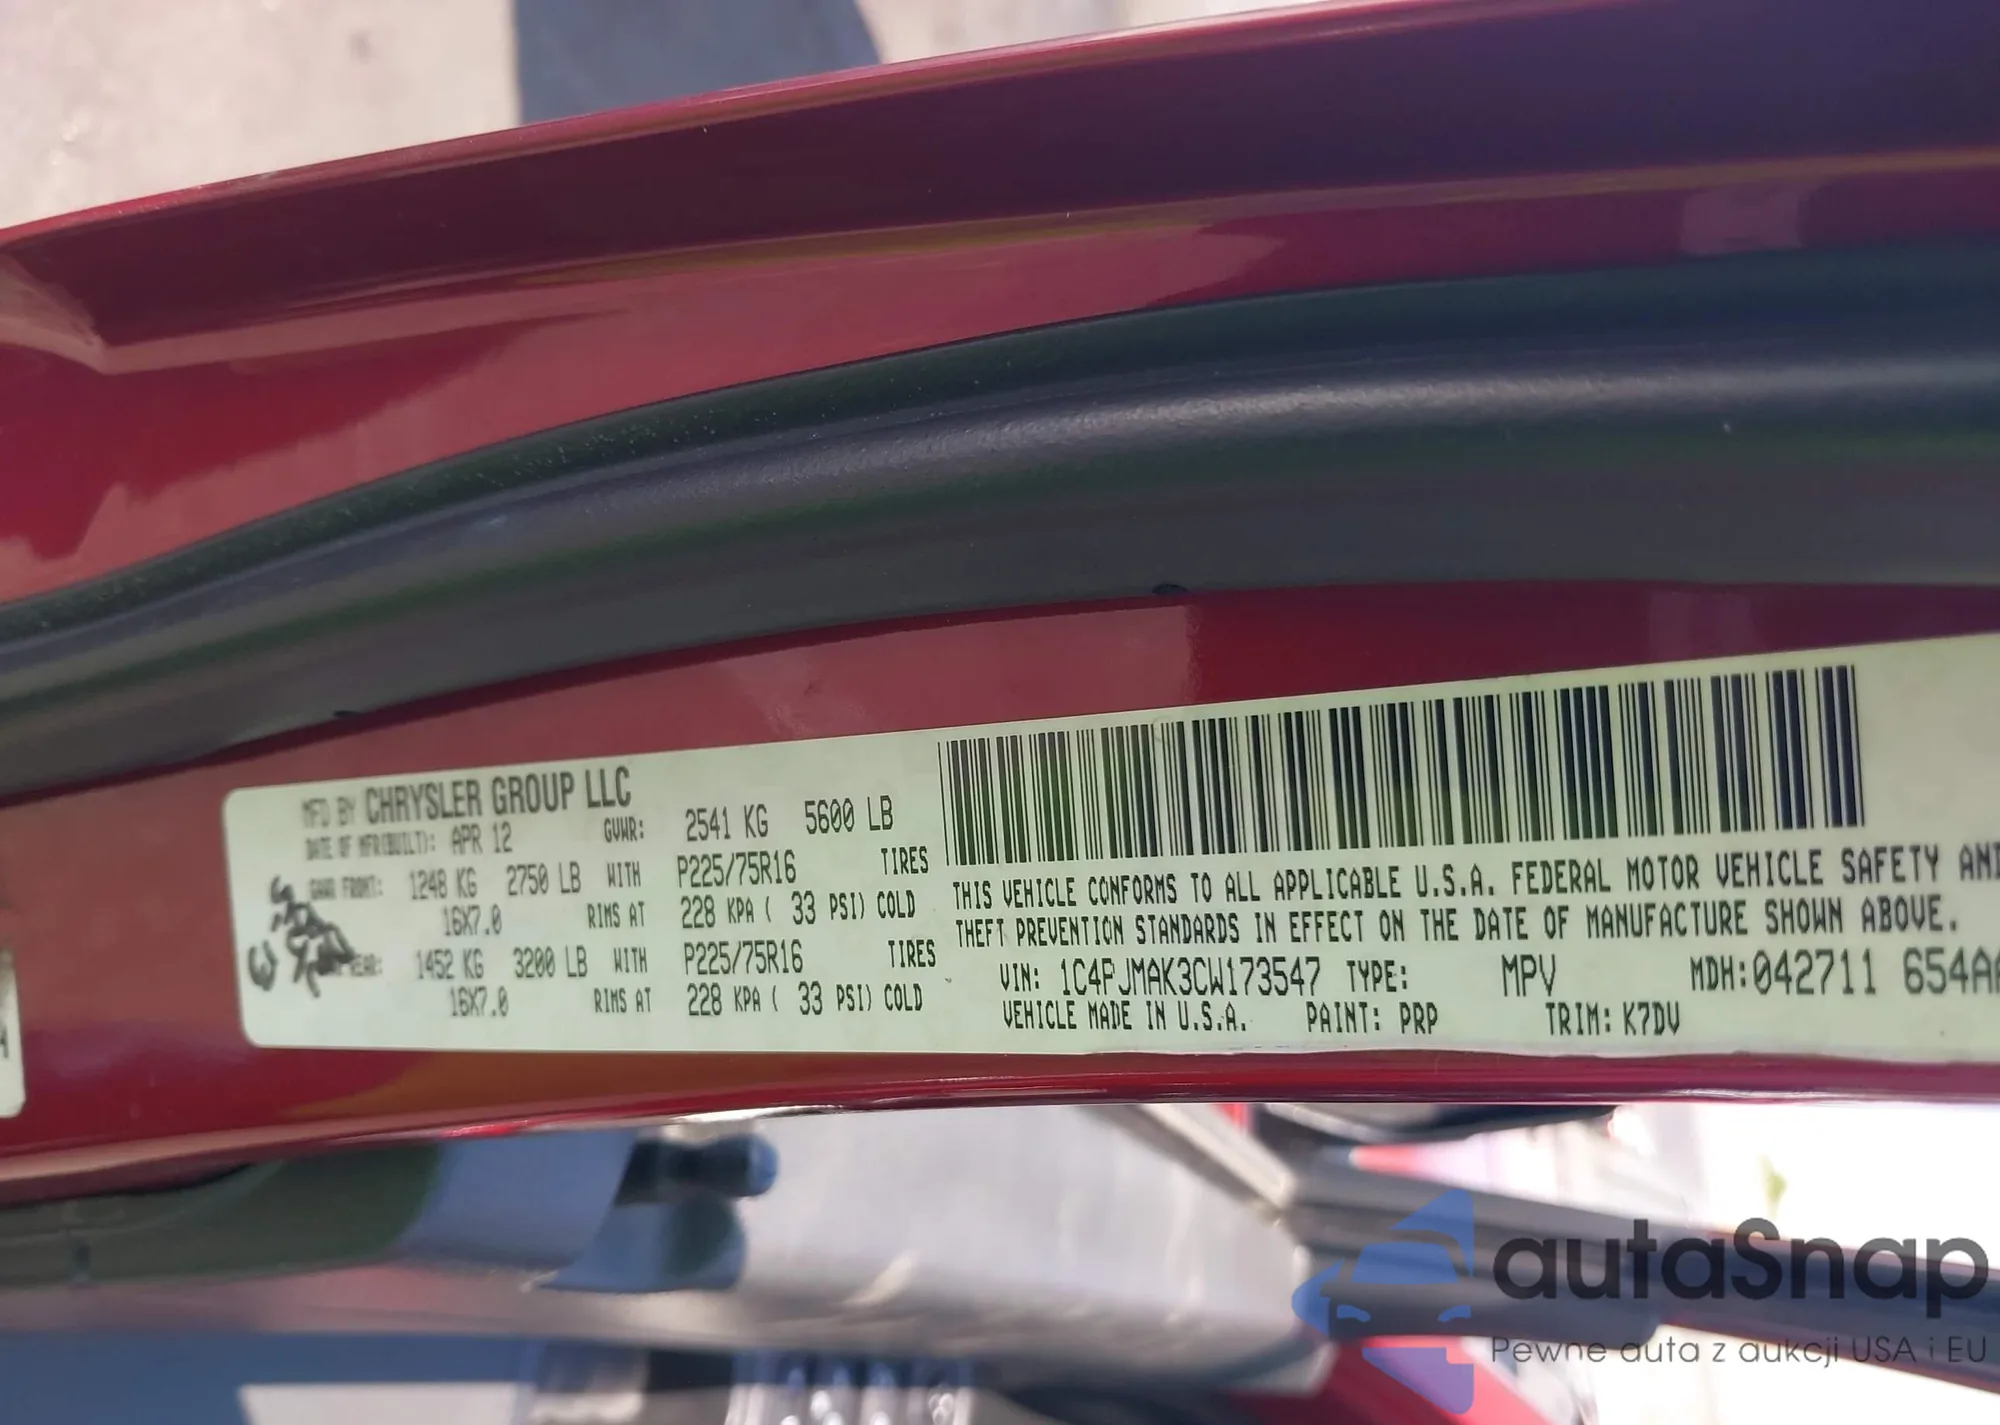 MFD BY CHRYSLER GROUP LLC
DATE OF MFR(BUILT): APR 12 GVWR: 2541 KG 5600 LB
GAWR FRONT: 1248 KG 2750 LB WITH P225/75R16 TIRES
16X7.0 RIMS AT 228 KPA ( 33 PSI) COLD
REAR: 1452 KG 3200 LB WITH P225/75R16 TIRES
16X7.0 RIMS AT 228 KPA ( 33 PSI) COLD
THIS VEHICLE CONFORMS TO ALL APPLICABLE U.S.A. FEDERAL MOTOR VEHICLE SAFETY AND
THEFT PREVENTION STANDARDS IN EFFECT ON THE DATE OF MANUFACTURE SHOWN ABOVE.
VIN: 1C4PJMAK3CW173547 TYPE: MPV MDH:042711 654AA
VEHICLE MADE IN U.S.A. PAINT: PRP TRIM: K7DV
autaSnap
Pewne auta z aukcji USA i EU